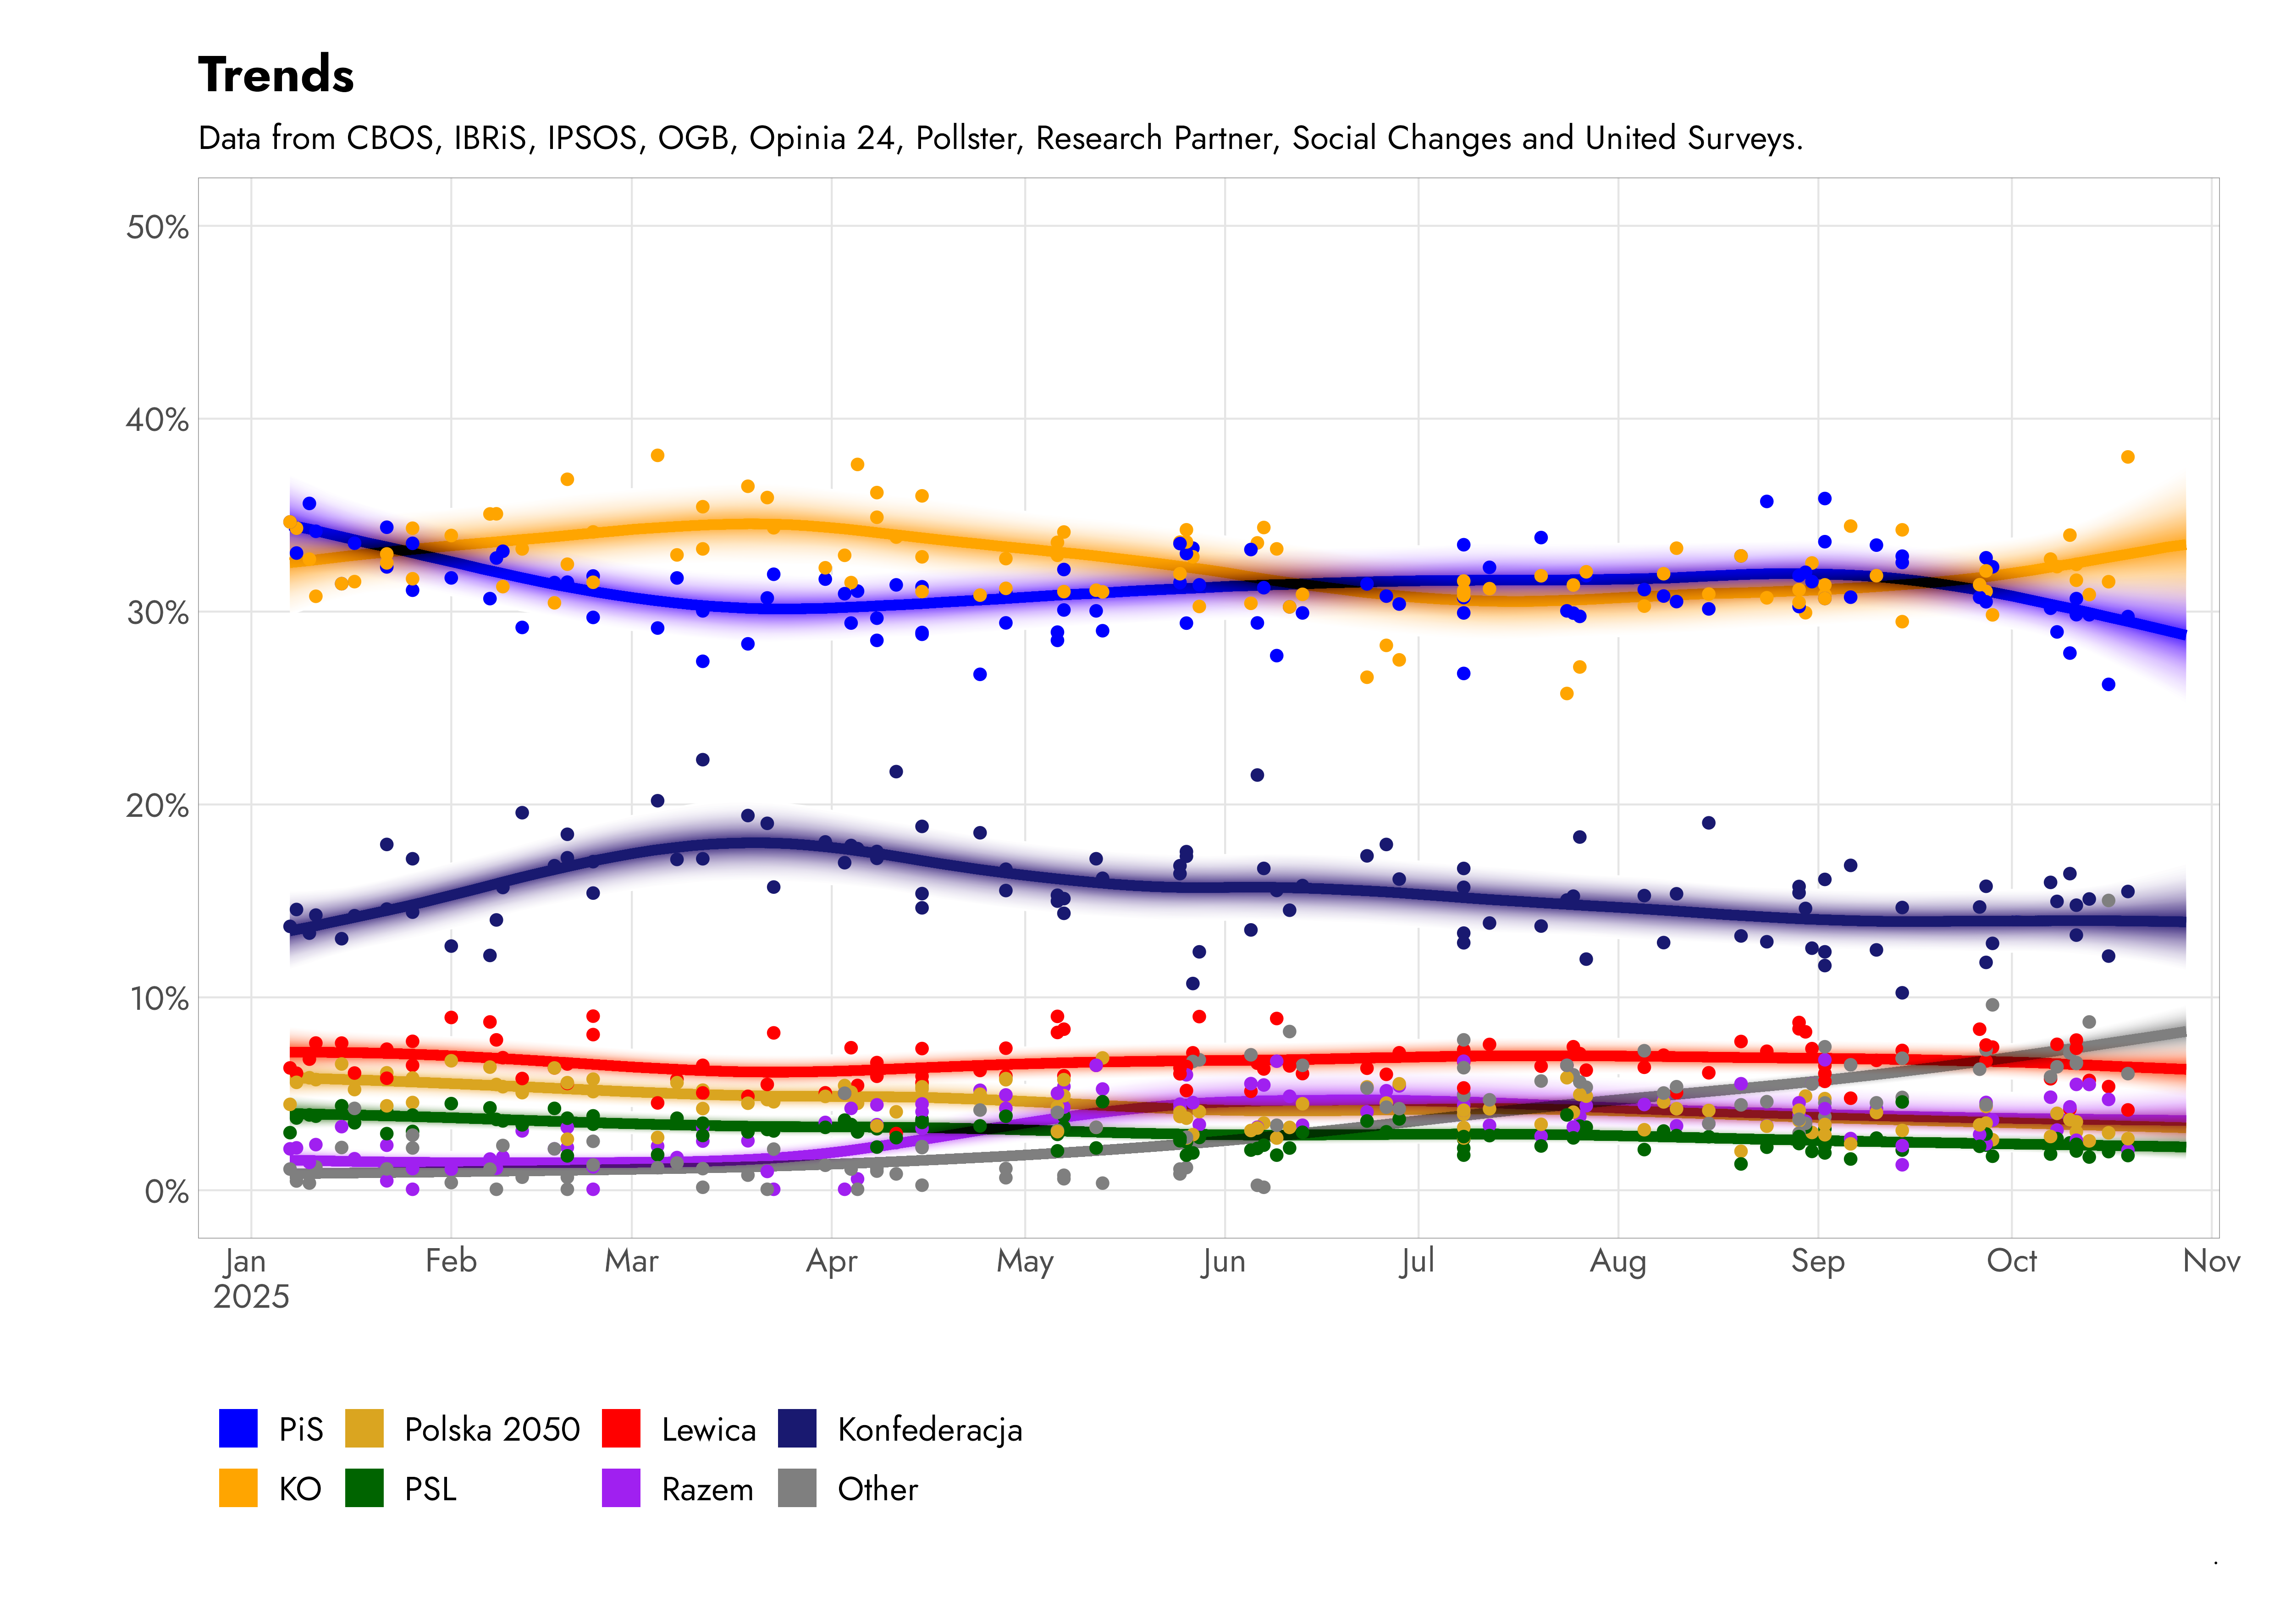 Trends
Data from CBOS, IBRiS, IPSOS, OGB, Opinia 24, Pollster, Research Partner, Social Changes and United Surveys.
50%
40%
30%
20%
10%
0%
Jan Feb Mar Apr May Jun Jul Aug Sep Oct Nov
2025
PiS Polska 2050 Lewica Konfederacja
KO PSL Razem Other
.